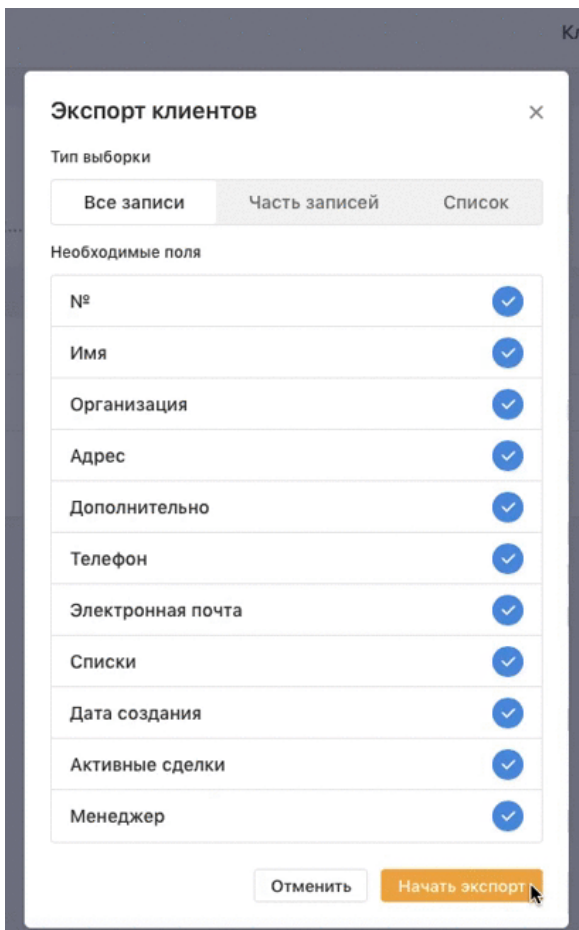 Экспорт клиентов
Тип выборки
Все записи Часть записей Список
Необходимые поля
№
Имя
Организация
Адрес
Дополнительно
Телефон
Электронная почта
Списки
Дата создания
Активные сделки
Менеджер
Отменить Начать экспорт